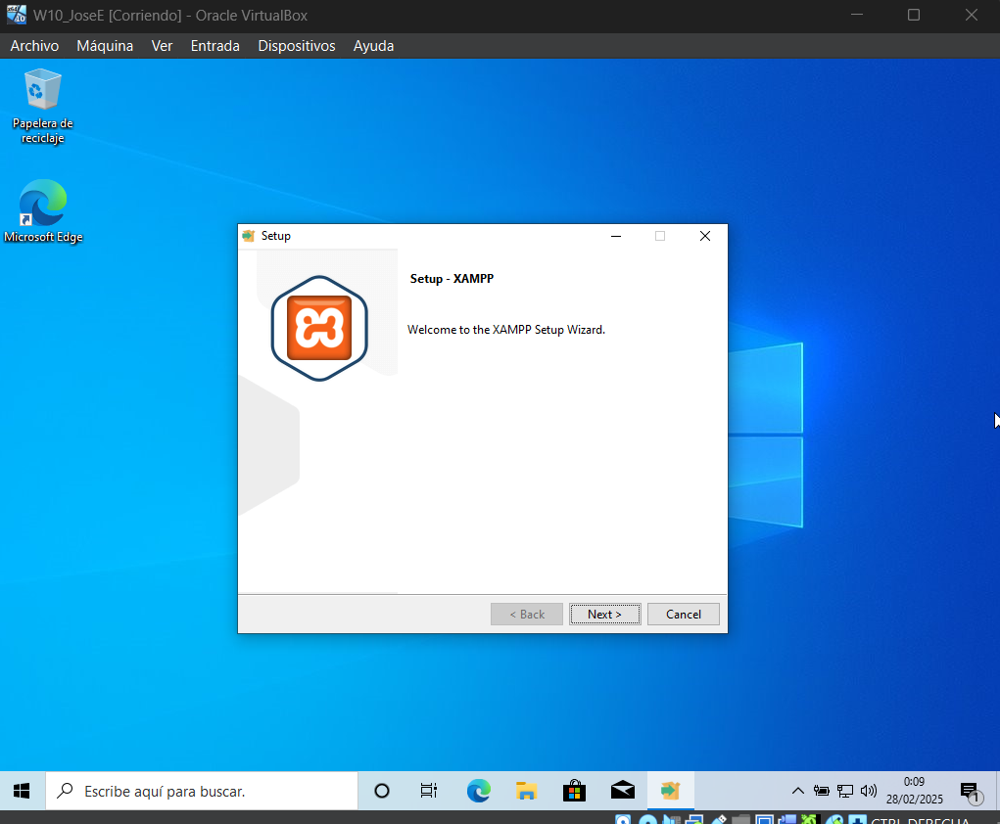 W10_JoseE [Corriendo] - Oracle VirtualBox
Archivo Máquina Ver Entrada Dispositivos Ayuda
Papelera de
reciclaje
Microsoft Edge
Setup
Setup - XAMPP
Welcome to the XAMPP Setup Wizard.
< Back Next > Cancel
Escribe aquí para buscar.
0:09
28/02/2025
1
CTRL DERECHA